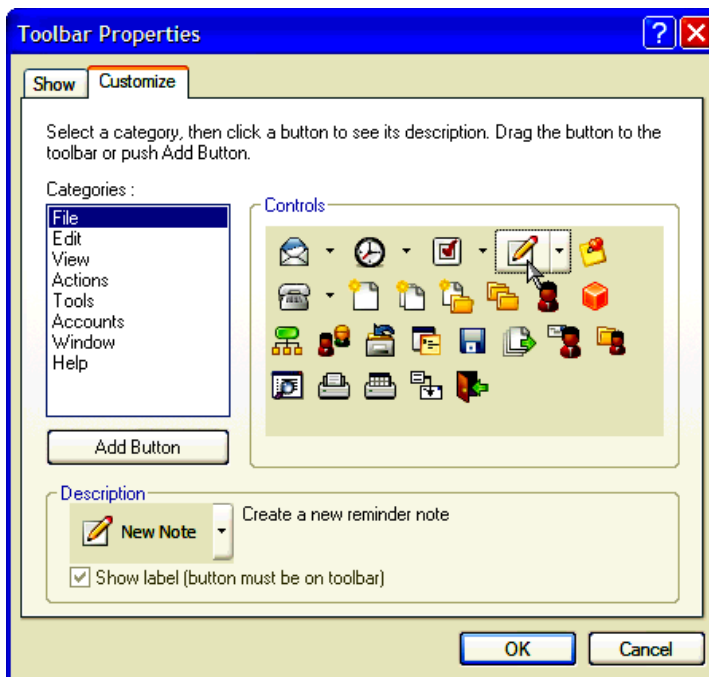 Toolbar Properties
Show
Customize
Select a category, then click a button to see its description. Drag the button to the
toolbar or push Add Button.
Categories :
File
Edit
View
Actions
Tools
Accounts
Window
Help
Add Button
Controls
Description
New Note
Create a new reminder note
Show label (button must be on toolbar)
OK
Cancel